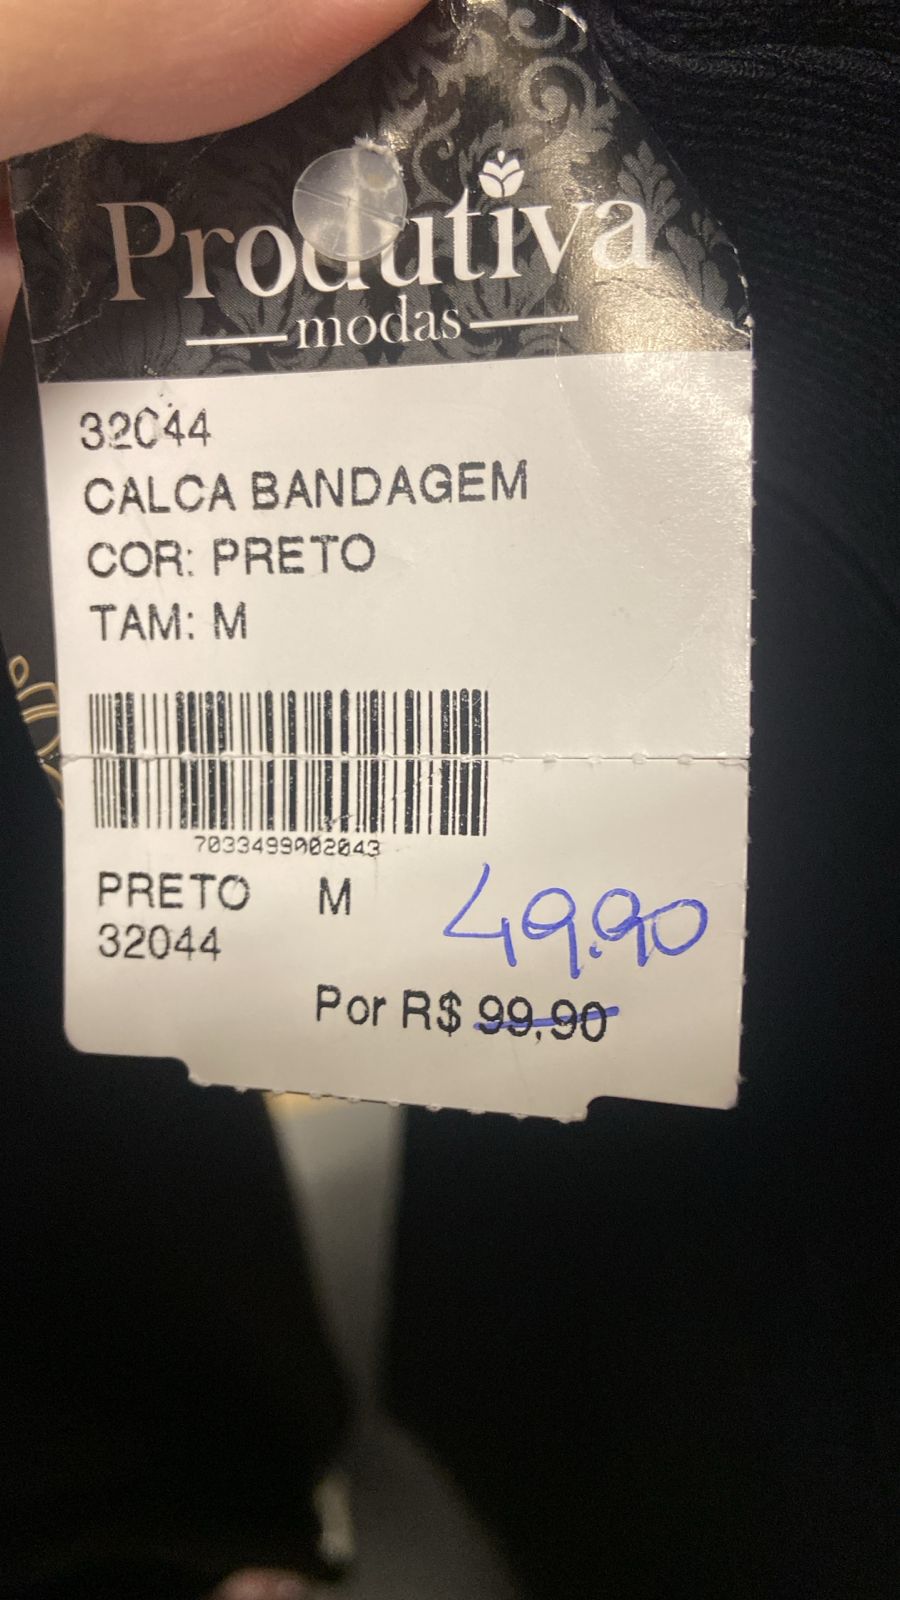 Produtiva
modas
32044
CALCA BANDAGEM
COR: PRETO
TAM: M
7033499002043
PRETO M
32044
49.90
Por R$ 99.90